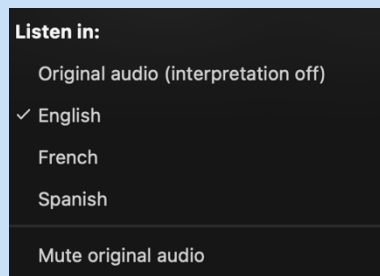 Listen in:
Original audio (interpretation off)
✓ English
French
Spanish
Mute original audio